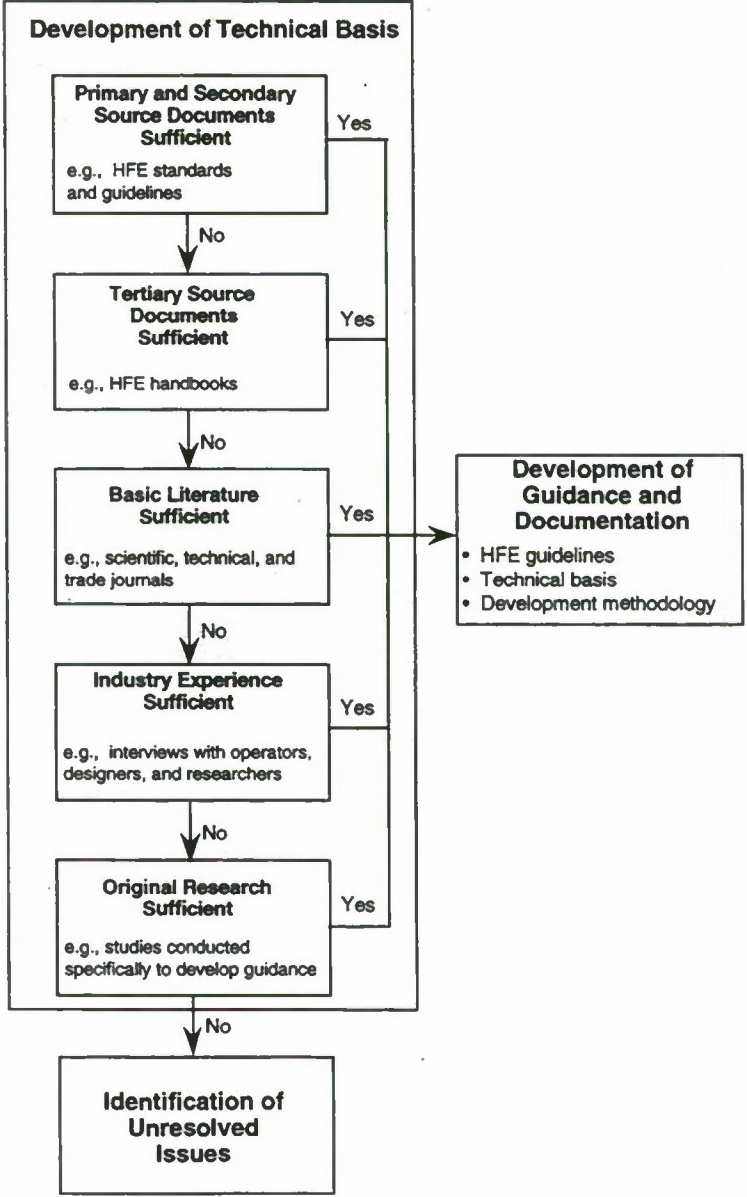 Development of Technical Basis
Primary and Secondary
Source Documents
Sufficient
e.g., HFE standards
and guidelines
Yes
No
Tertiary Source
Documents
Sufficient
e.g., HFE handbooks
Yes
No
Basic Literature
Sufficient
e.g., scientific, technical, and
trade journals
Yes
No
Industry Experience
Sufficient
e.g., interviews with operators,
designers, and researchers
Yes
No
Original Research
Sufficient
e.g., studies conducted
specifically to develop guidance
Yes
No
Identification of
Unresolved
Issues
Development of
Guidance and
Documentation
• HFE guidelines
• Technical basis
• Development methodology